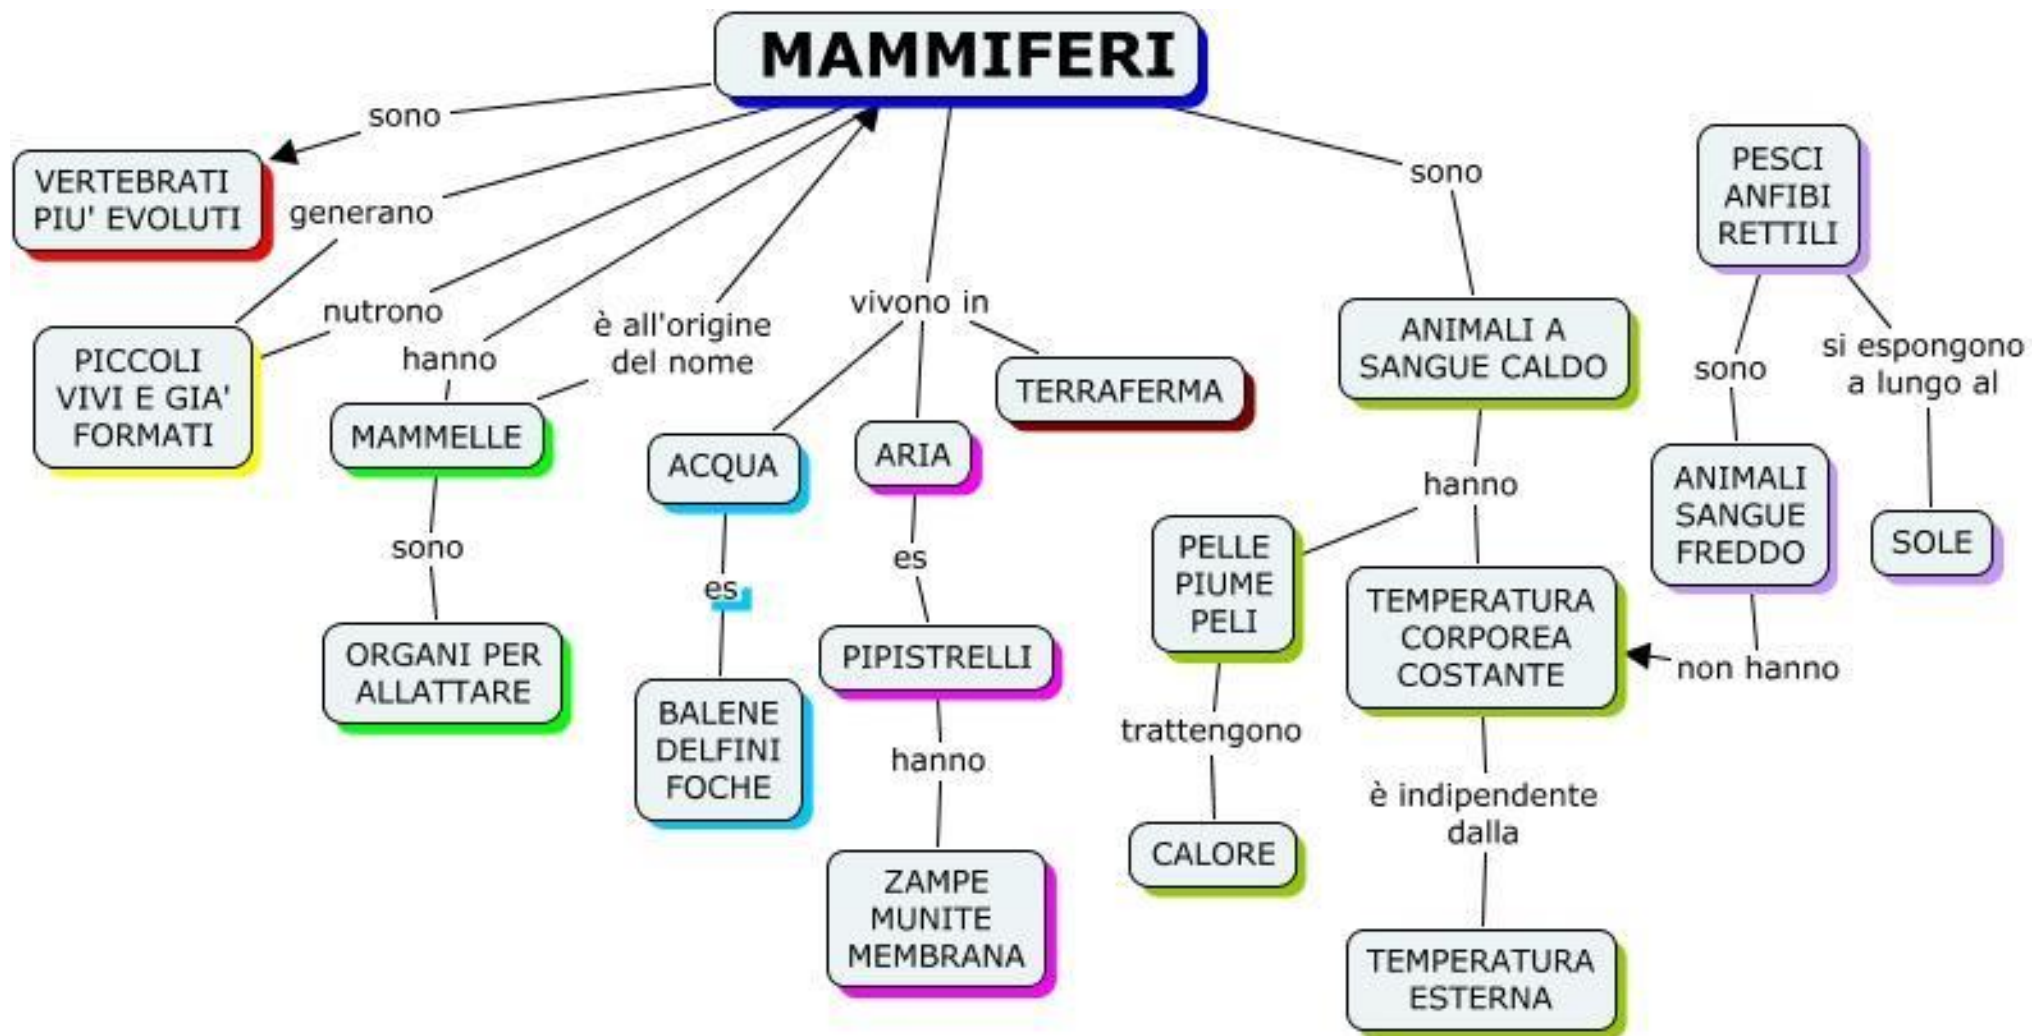 MAMMIFERI
sono
VERTEBRATI
PIU' EVOLUTI
generano
PICCOLI
VIVI E GIA'
FORMATI
nutrono
hanno
MAMMELLE
è all'origine
del nome
sono
ORGANI PER
ALLATTARE
vivono in
ACQUA
es
BALENE
DELFINI
FOCHE
ARIA
es
PIPISTRELLI
hanno
ZAMPE
MUNITE
MEMBRANA
TERRAFERMA
sono
ANIMALI A
SANGUE CALDO
hanno
PELLE
PIUME
PELI
trattengono
CALORE
TEMPERATURA
CORPOREA
COSTANTE
è indipendente
dalla
TEMPERATURA
ESTERNA
PESCI
ANFIBI
RETTILI
sono
ANIMALI
SANGUE
FREDDO
non hanno
si espongono
a lungo al
SOLE